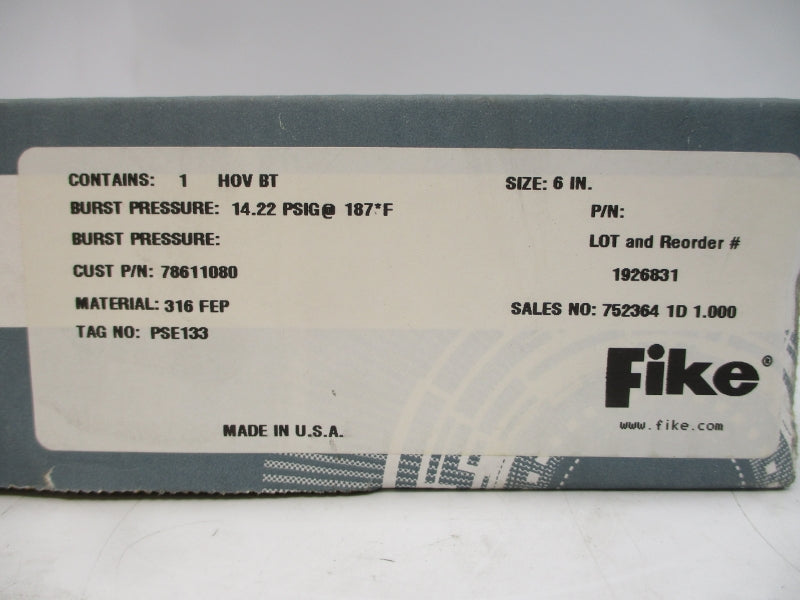 CONTAINS: 1 HOV BT
SIZE: 6 IN.
BURST PRESSURE: 14.22 PSIG@ 187*F
P/N:
BURST PRESSURE:
LOT and Reorder #
CUST P/N: 78611080
1926831
MATERIAL: 316 FEP
SALES NO: 752364 1D 1.000
TAG NO: PSE133
Fike®
www.fike.com
MADE IN U.S.A.